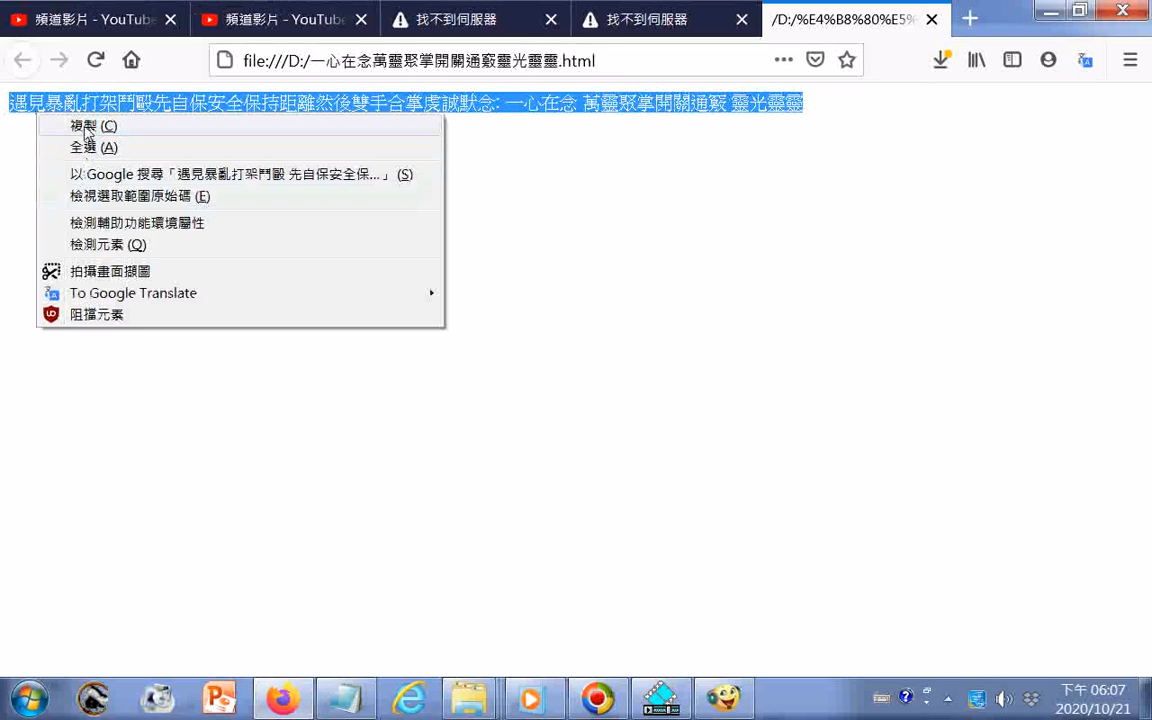 頻道影片 - YouTube
頻道影片 - YouTube
找不到伺服器
找不到伺服器
/D:/%E4%B8%80%E5%
file:///D:/一心在念萬靈聚掌開關通竅靈光靈靈.html
遇見暴亂打架鬥毆先自保安全保持距離然後雙手合掌虔誠默念: 一心在念 萬靈聚掌開關通竅 靈光靈靈
複製 (C)
全選 (A)
以 Google 搜尋「遇見暴亂打架鬥毆 先自保安全保...」 (S)
檢視選取範圍原始碼 (E)
檢測輔助功能環境屬性
檢測元素 (Q)
拍攝畫面擷圖
To Google Translate
阻擋元素
下午 06:07
2020/10/21